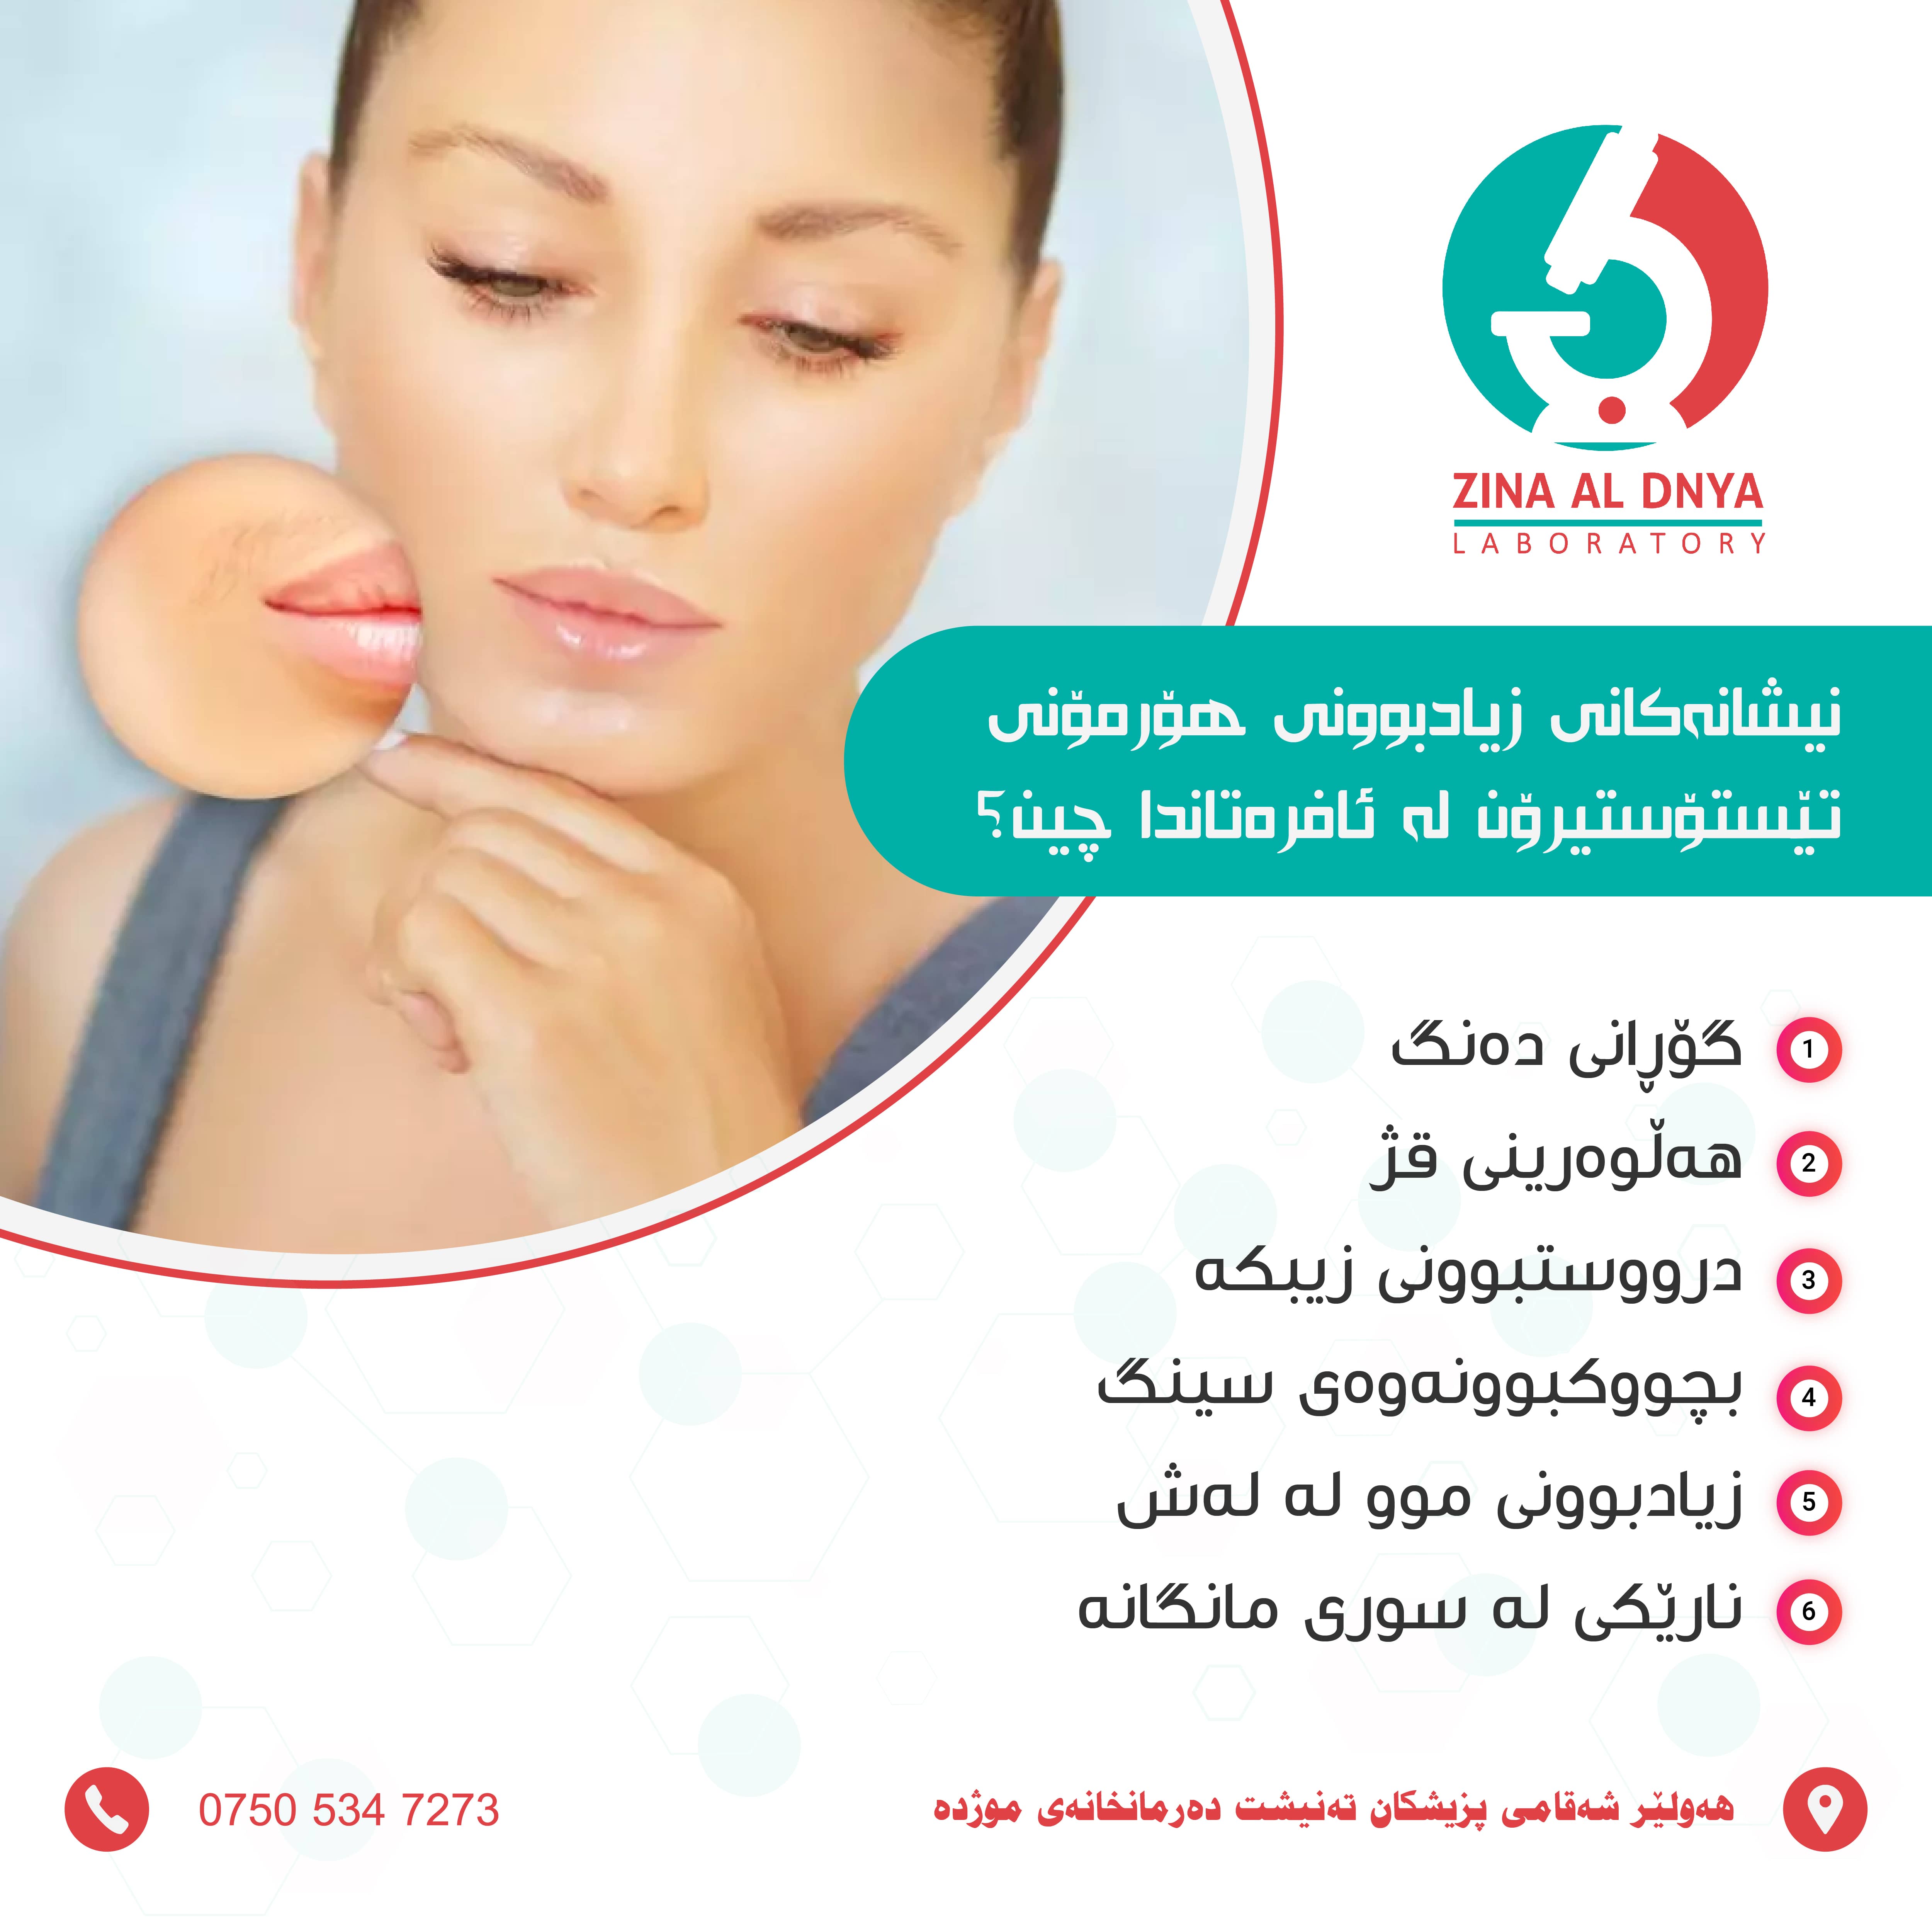 ZINA AL DNYA
LABORATORY
نیشانەکانی زیادبوونی هۆرمۆنی
تێستۆستیرۆن لە ئافرەتاندا چین؟
1 گۆڕانی دەنگ
2 هەڵوەرینی قژ
3 درووستبوونی زیبکە
4 بچووکبوونەوەی سینگ
5 زیادبوونی موو لە لەش
6 ناڕێکی لە سوری مانگانە
هەولێر شەقامی پزیشکان تەنیشت دەرمانخانەی موژدە
0750 534 7273